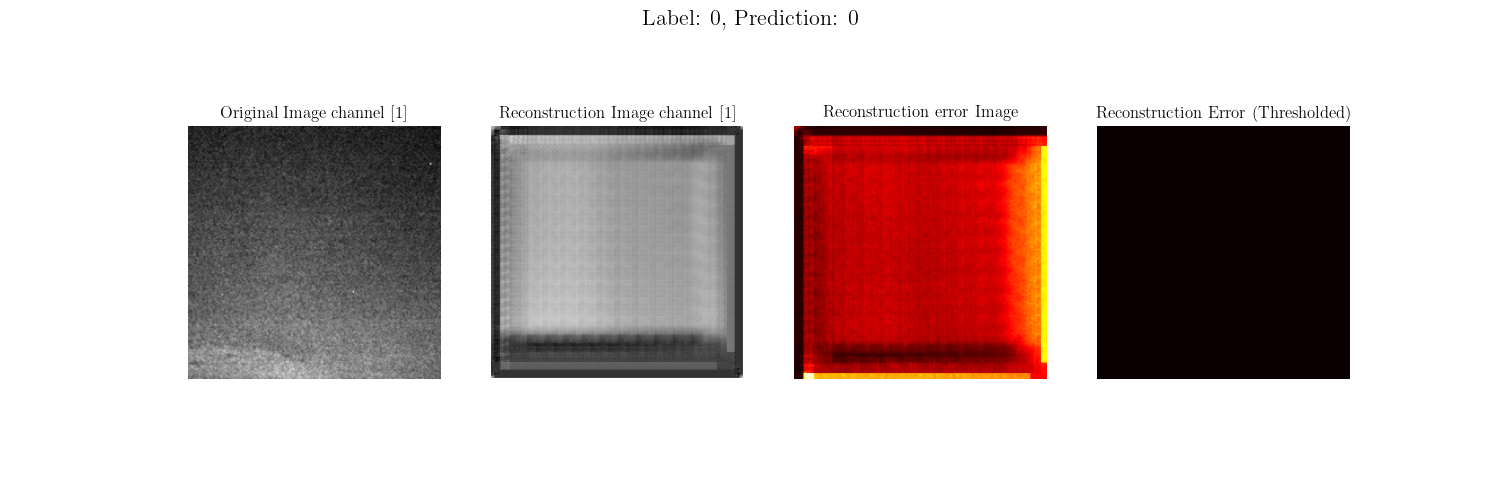 Label: 0, Prediction: 0
Original Image channel [1]
Reconstruction Image channel [1]
Reconstruction error Image
Reconstruction Error (Thresholded)